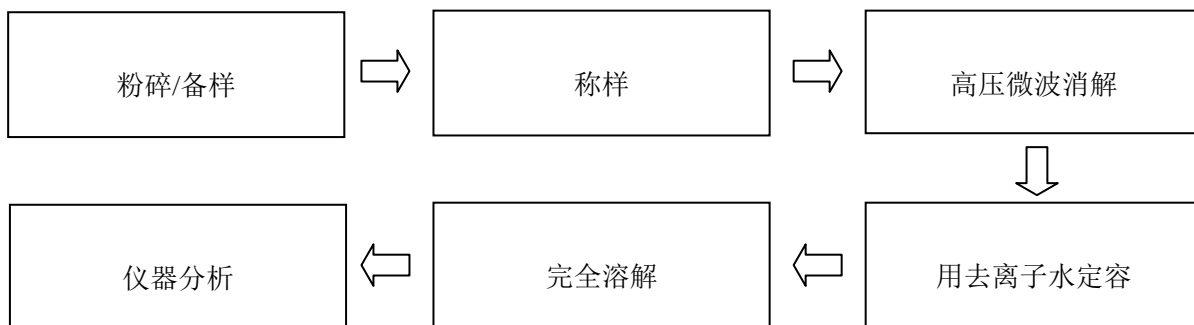 粉碎/备样
称样
高压微波消解
用去离子水定容
完全溶解
仪器分析